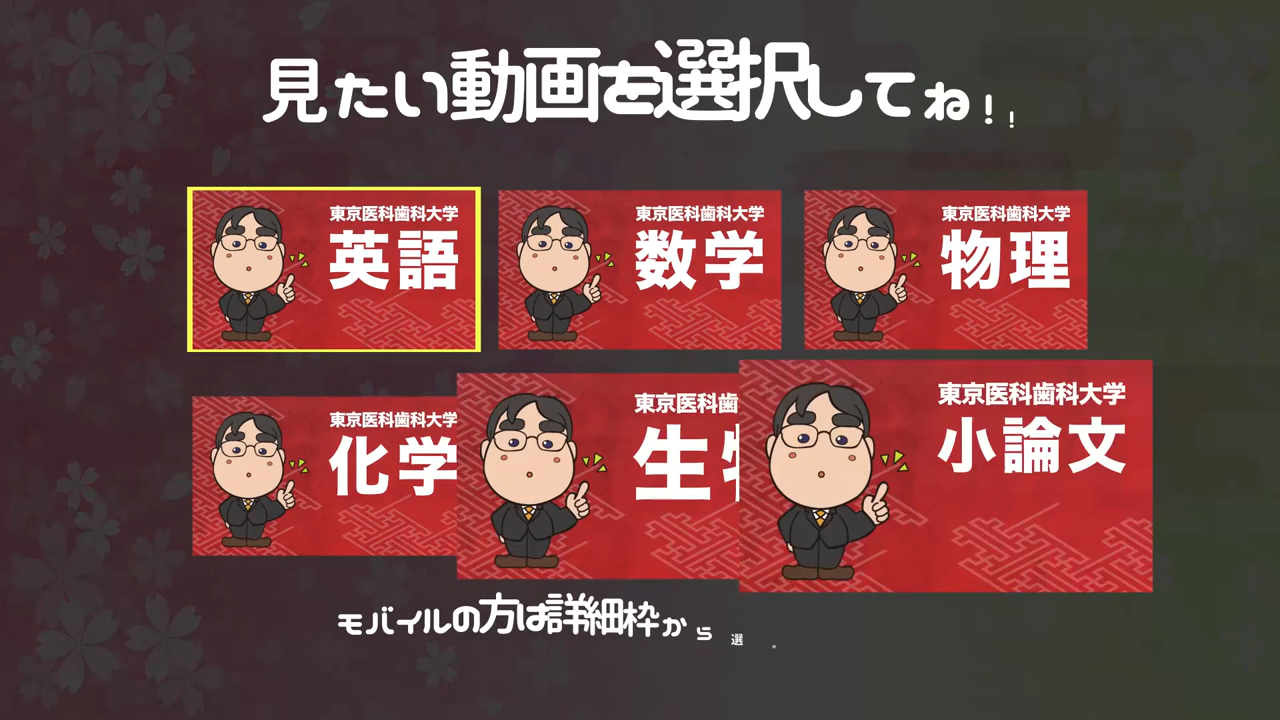 見たい動画を選択してね!!
東京医科歯科大学
英語
東京医科歯科大学
数学
東京医科歯科大学
物理
東京医科歯科大学
化学
東京医科歯
生物
東京医科歯科大学
小論文
モバイルの方は詳細枠から選